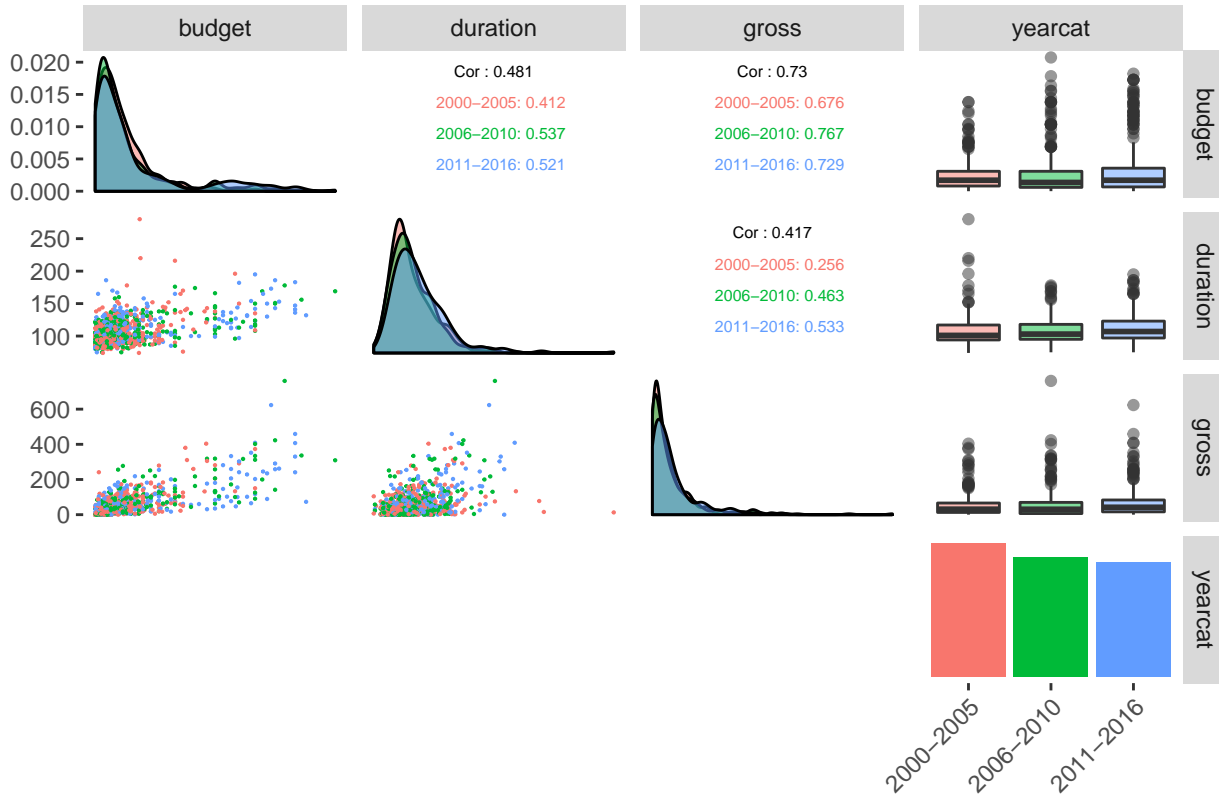 budget
duration
gross
yearcat
0.020
0.015
0.010
0.005
0.000
Cor : 0.481
2000−2005: 0.412
2006−2010: 0.537
2011−2016: 0.521
Cor : 0.73
2000−2005: 0.676
2006−2010: 0.767
2011−2016: 0.729
budget
250
200
150
100
Cor : 0.417
2000−2005: 0.256
2006−2010: 0.463
2011−2016: 0.533
duration
600
400
200
0
gross
yearcat
2000−2005
2006−2010
2011−2016